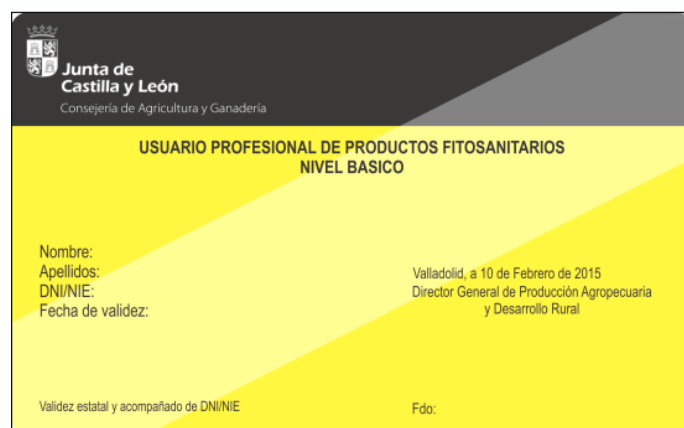 Junta de
Castilla y León
Consejería de Agricultura y Ganadería
USUARIO PROFESIONAL DE PRODUCTOS FITOSANITARIOS
NIVEL BASICO
Nombre:
Apellidos:
DNI/NIE:
Fecha de validez:
Valladolid, a 10 de Febrero de 2015
Director General de Producción Agropecuaria
y Desarrollo Rural
Validez estatal y acompañado de DNI/NIE
Fdo: